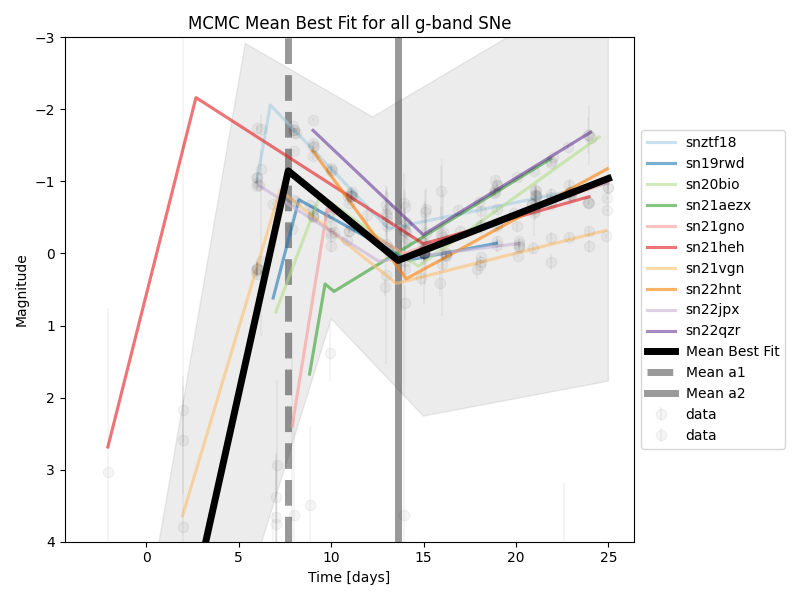 MCMC Mean Best Fit for all g-band SNe
Magnitude
−3
−2
−1
0
1
2
3
4
0
5
10
15
20
25
Time [days]
snztf18
sn19rwd
sn20bio
sn21aezx
sn21gno
sn21heh
sn21vgn
sn22hnt
sn22jpx
sn22qzr
Mean Best Fit
Mean a1
Mean a2
data
data